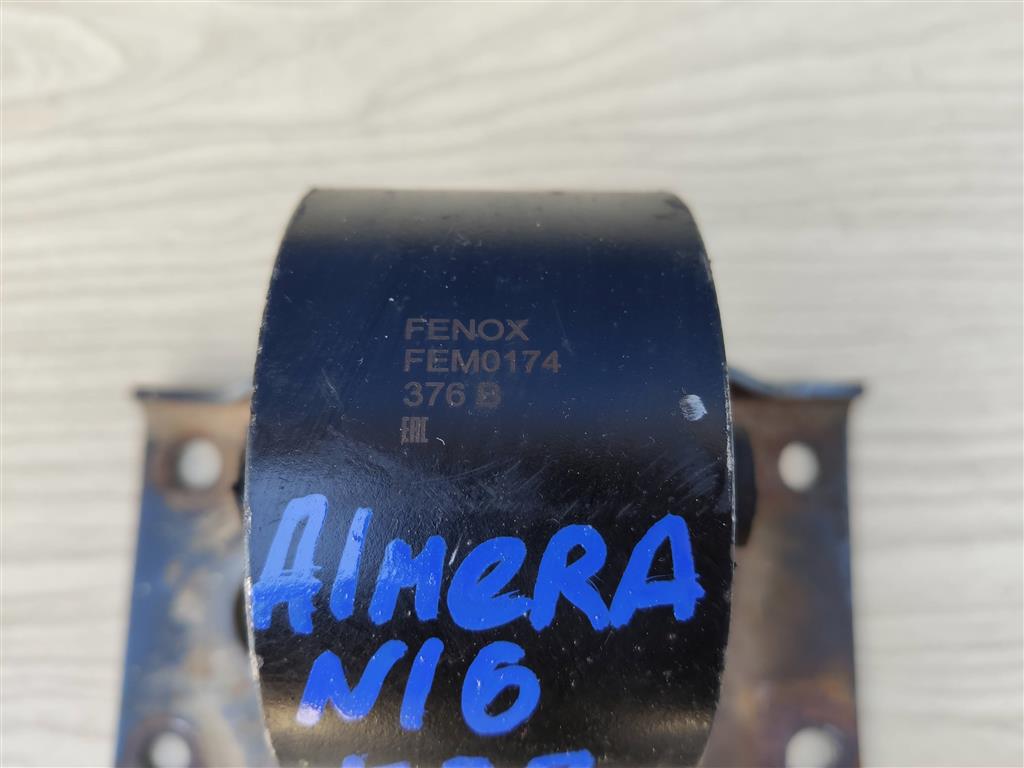 FENOX
FEM0174
376 B
EAC
AlMeRA
N16